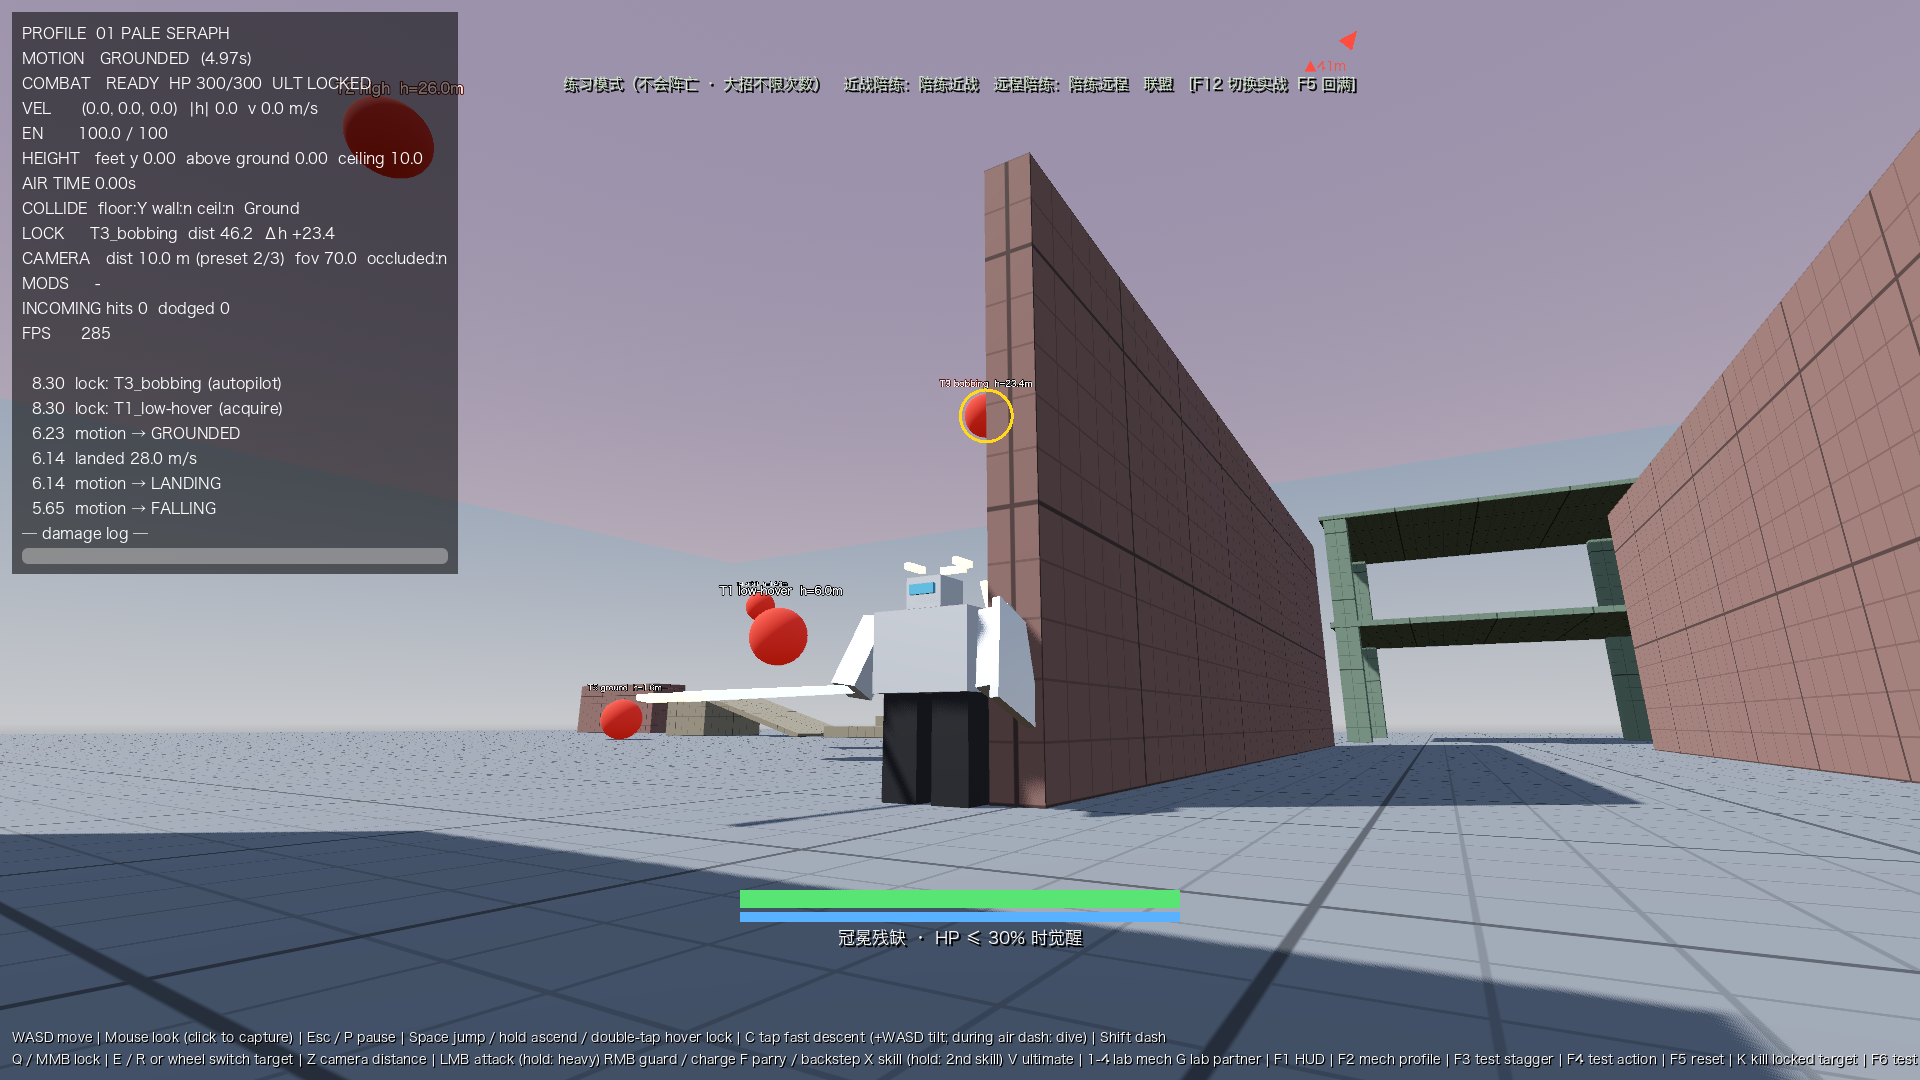 PROFILE 01 PALE SERAPH
MOTION GROUNDED (4.97s)
COMBAT READY HP 300/300 ULT LOCKED
high h=26.0m
VEL (0.0, 0.0, 0.0) |h| 0.0 v 0.0 m/s
EN 100.0 / 100
HEIGHT feet y 0.00 above ground 0.00 ceiling 10.0
AIR TIME 0.00s
COLLIDE floor:Y wall:n ceil:n Ground
LOCK T3_bobbing dist 46.2 Δh +23.4
CAMERA dist 10.0 m (preset 2/3) fov 70.0 occluded:n
MODS -
INCOMING hits 0 dodged 0
FPS 285
8.30 lock: T3_bobbing (autopilot)
8.30 lock: T1_low-hover (acquire)
6.23 motion → GROUNDED
6.14 landed 28.0 m/s
6.14 motion → LANDING
5.65 motion → FALLING
— damage log —
▲41m
练习模式（不会阵亡 · 大招不限次数） 近战陪练：陪练近战 远程陪练：陪练远程 联盟 [F12 切换实战 F5 回满]
T3 bobbing h=23.4m
T1 low-hover h=6.0m
ground h=1.6m
冠冕残缺 · HP ≤ 30% 时觉醒
WASD move | Mouse look (click to capture) | Esc / P pause | Space jump / hold ascend / double-tap hover lock | C tap fast descent (+WASD tilt; during air dash: dive) | Shift dash
Q / MMB lock | E / R or wheel switch target | Z camera distance | LMB attack (hold: heavy) RMB guard / charge F parry / backstep X skill (hold: 2nd skill) V ultimate | 1-4 lab mech G lab partner | F1 HUD | F2 mech profile | F3 test stagger | F4 test action | F5 reset | K kill locked target | F6 test